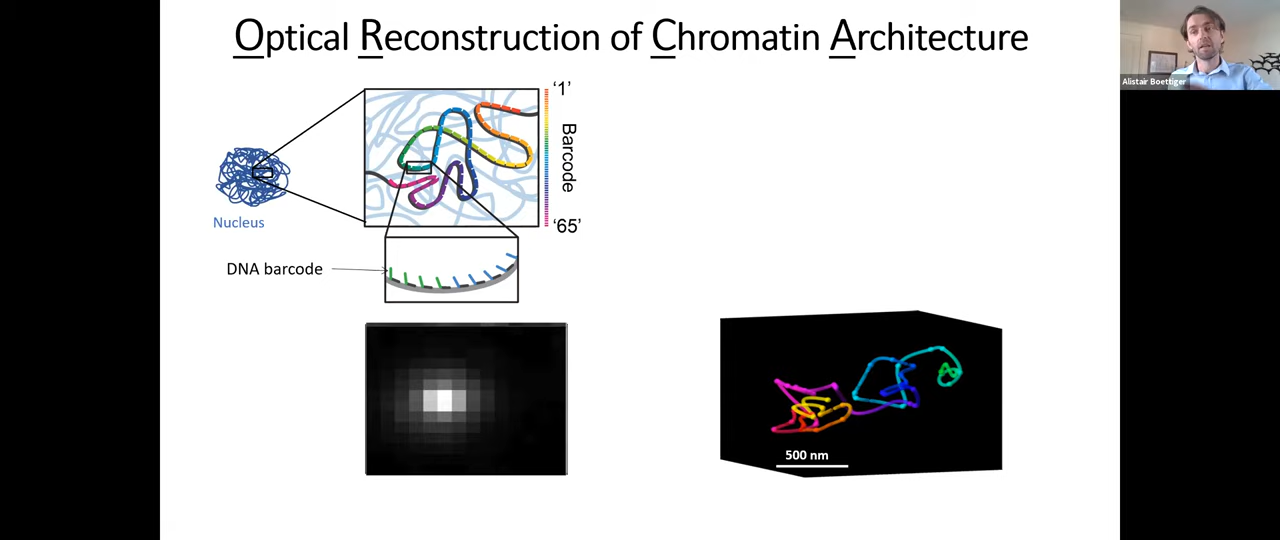 Optical Reconstruction of Chromatin Architecture
Alistair Boettiger
'1'
Barcode
'65'
Nucleus
DNA barcode
500 nm